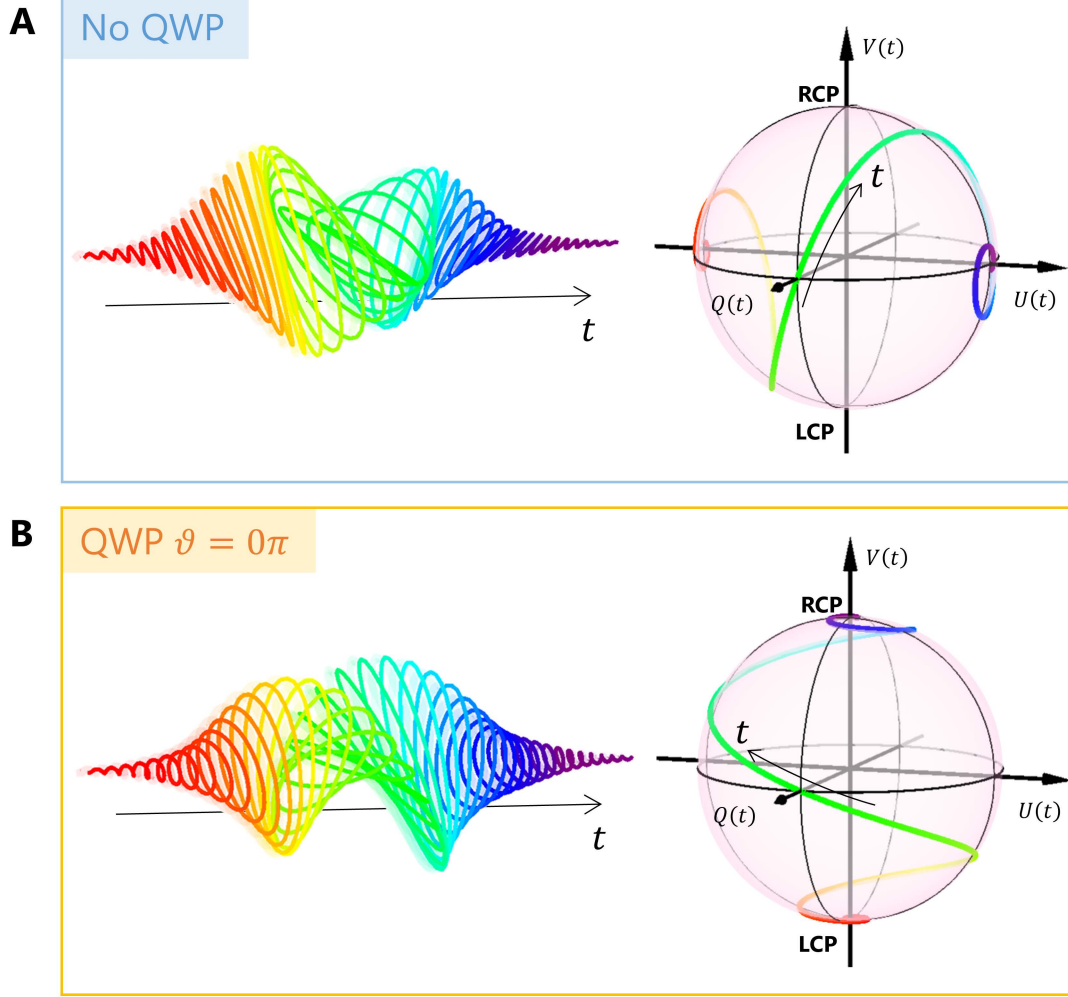 A
No QWP
V(t)
RCP
t
Q(t)
U(t)
t
LCP
B
QWP ϑ = 0π
V(t)
RCP
t
Q(t)
U(t)
t
LCP